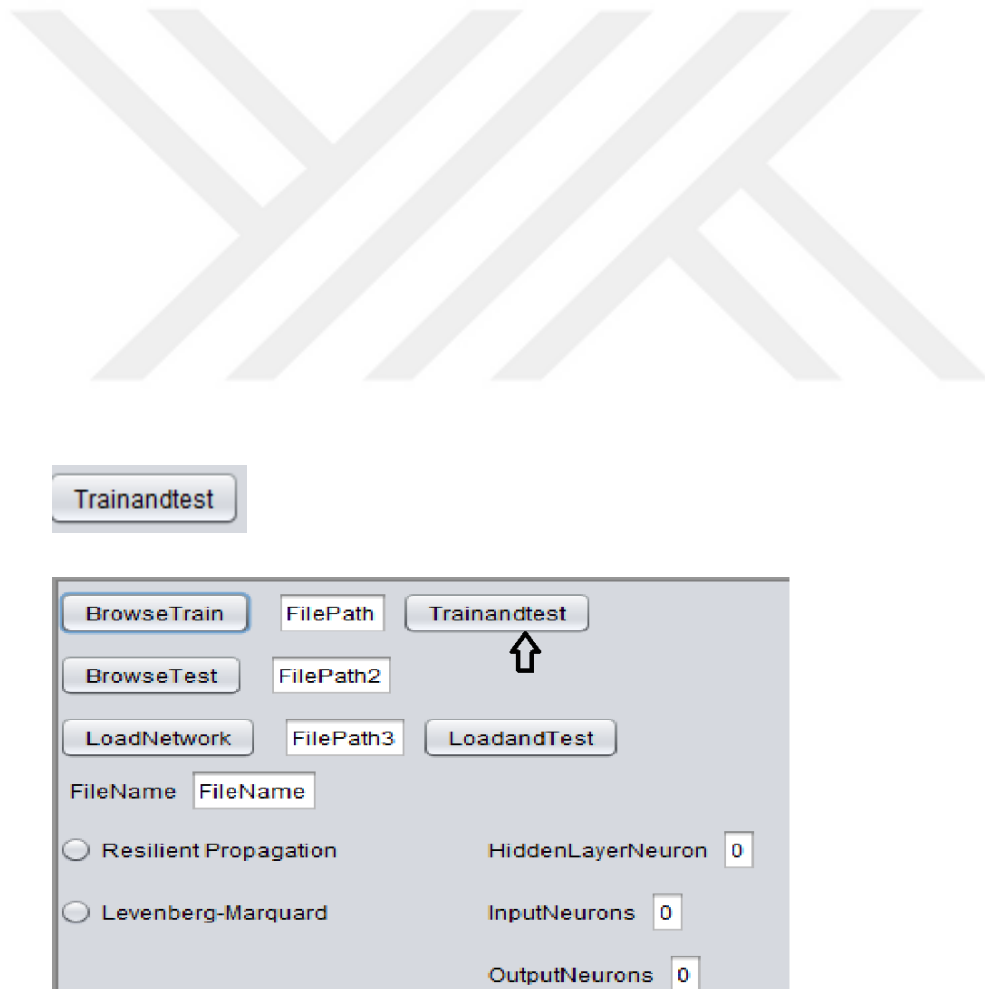 Trainandtest
BrowseTrain FilePath Trainandtest
BrowseTest FilePath2
LoadNetwork FilePath3 LoadandTest
FileName FileName
Resilient Propagation HiddenLayerNeuron 0
Levenberg-Marquard InputNeurons 0
OutputNeurons 0